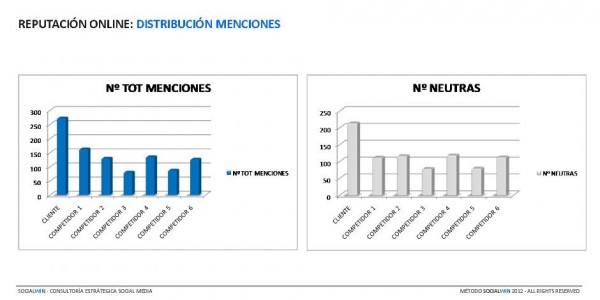 REPUTACIÓN ONLINE: DISTRIBUCIÓN MENCIONES
Nº TOT MENCIONES
300
250
200
150
100
50
0
CLIENTE
COMPETIDOR 1
COMPETIDOR 2
COMPETIDOR 3
COMPETIDOR 4
COMPETIDOR 5
COMPETIDOR 6
Nº TOT MENCIONES
Nº NEUTRAS
250
200
150
100
50
0
CLIENTE
COMPETIDOR 1
COMPETIDOR 2
COMPETIDOR 3
COMPETIDOR 4
COMPETIDOR 5
COMPETIDOR 6
Nº NEUTRAS
SOCIALWIN - CONSULTORÍA ESTRÁTEGICA SOCIAL MEDIA
MÉTODO SOCIALWIN 2012 - ALL RIGHTS RESERVED